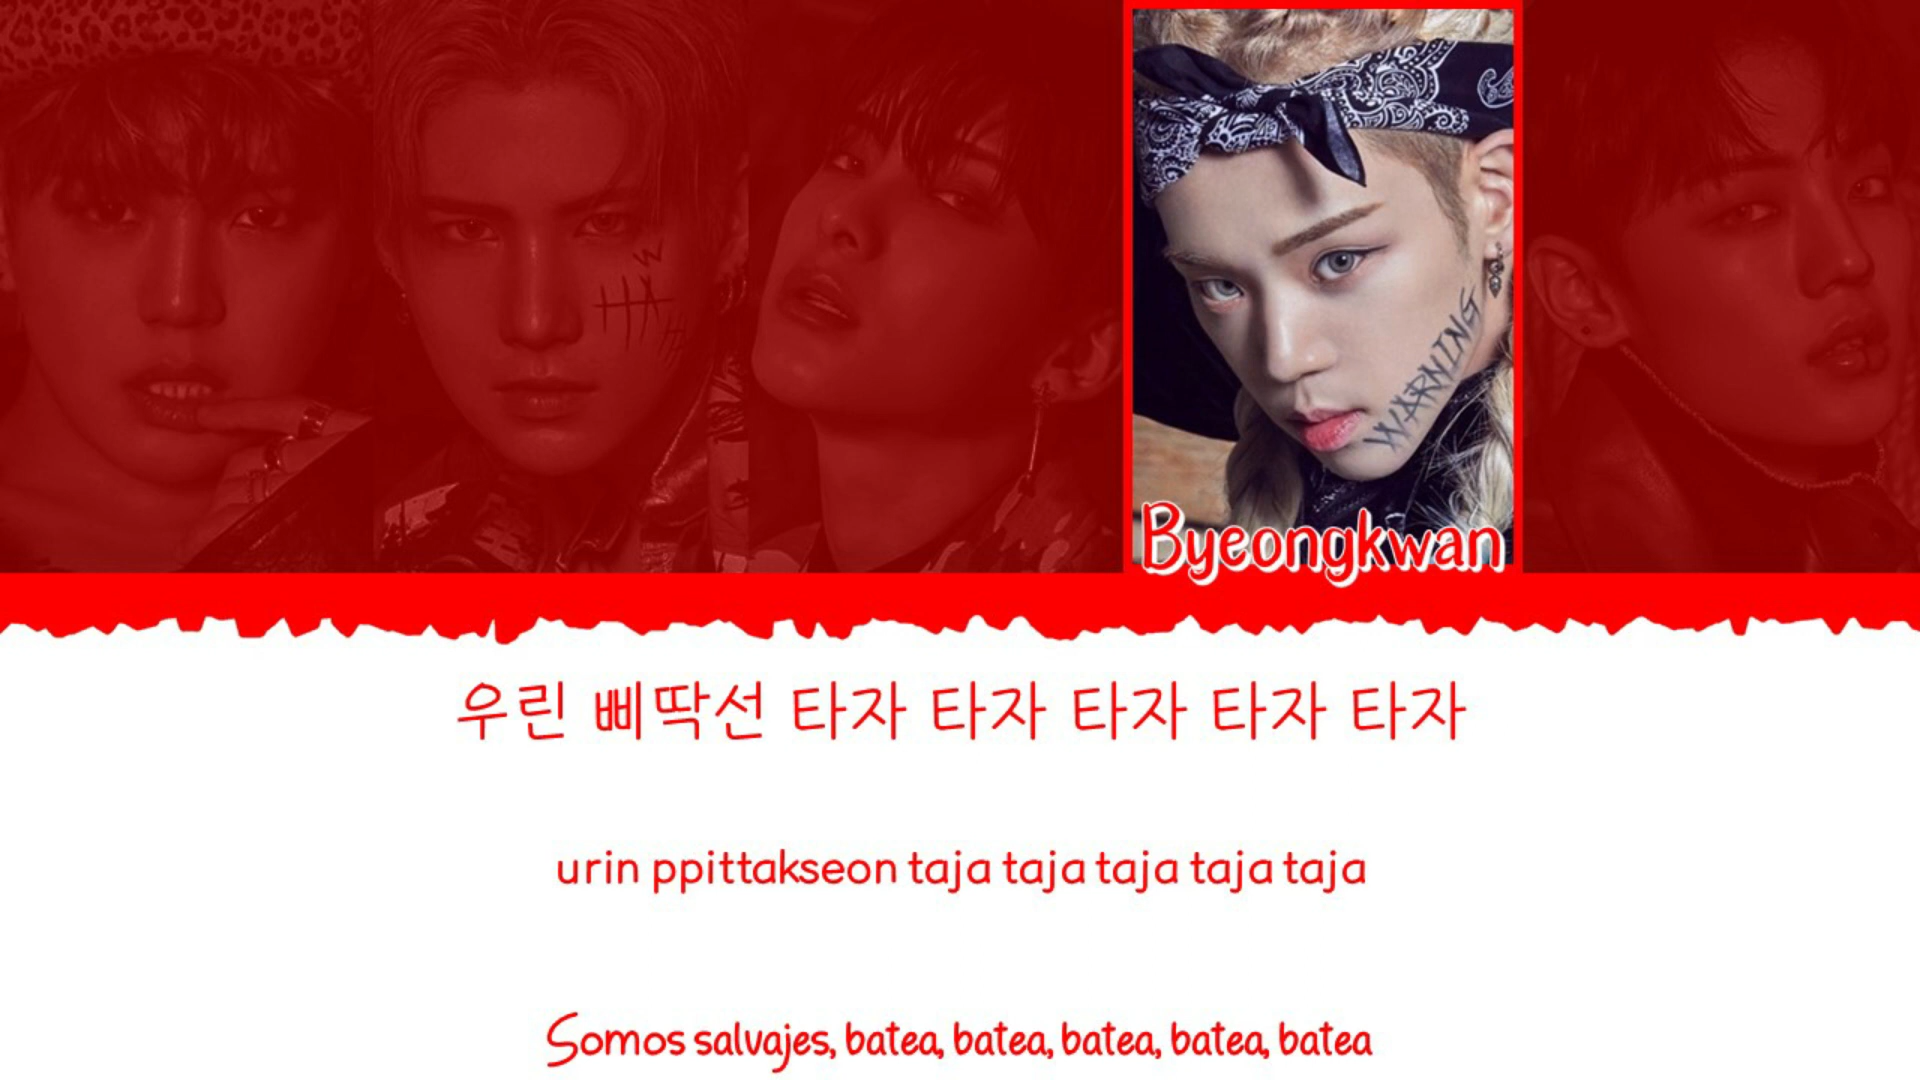 WARNING
Byeongkwan
우린 삐딱선 타자 타자 타자 타자 타자
urin ppittakseon taja taja taja taja taja
Somos salvajes, batea, batea, batea, batea, batea